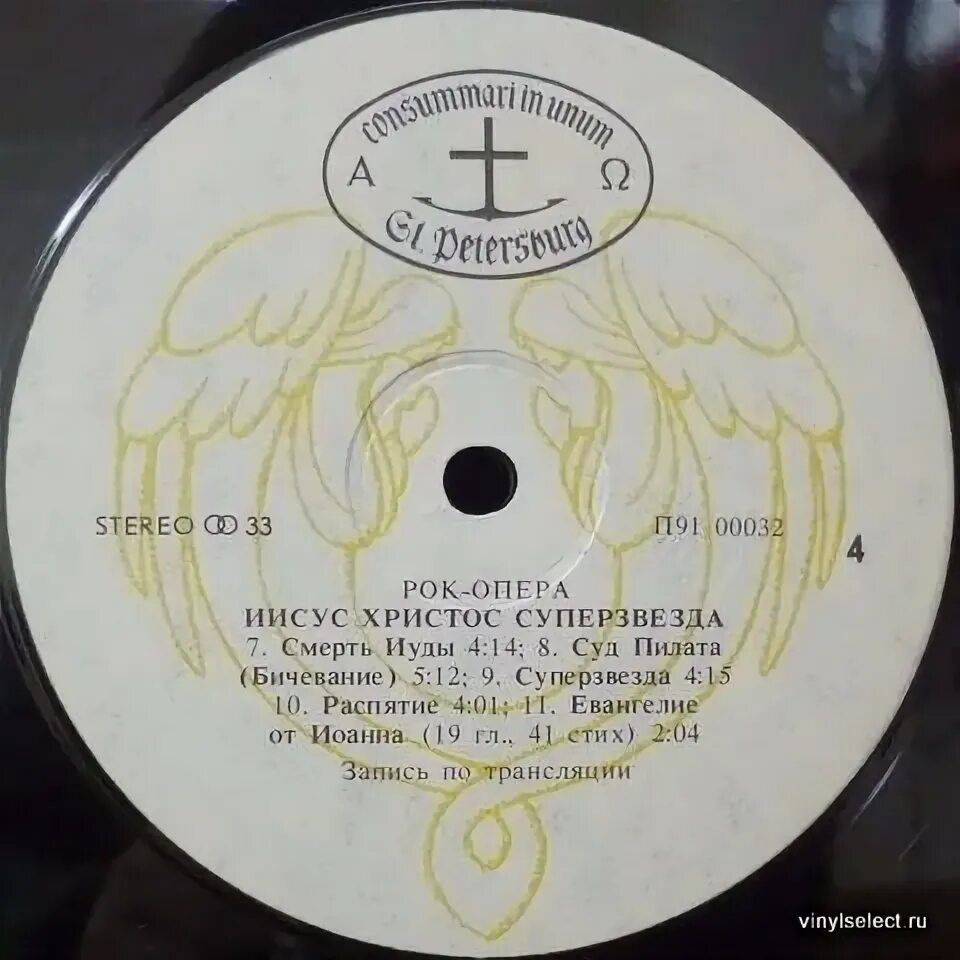 consummari in unum
Α Ω
St. Petersburg
STEREO 33
П91 00032
4
РОК-ОПЕРА
ИИСУС ХРИСТОС СУПЕРЗВЕЗДА
7. Смерть Иуды 4:14; 8. Суд Пилата
(Бичевание) 5:12; 9. Суперзвезда 4:15
10. Распятие 4:01; 11. Евангелие
от Иоанна (19 гл., 41 стих) 2:04
Запись по трансляции
vinylselect.ru